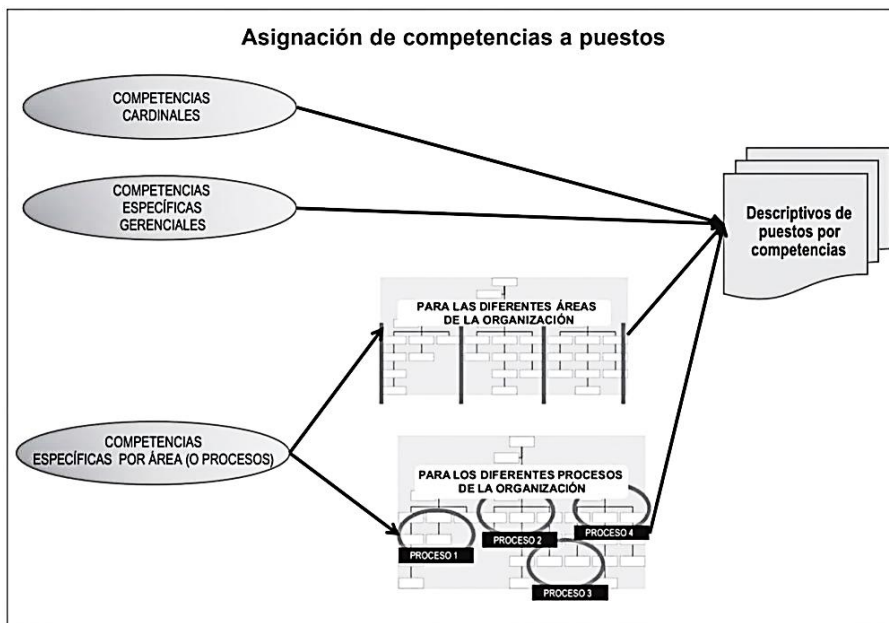 Asignación de competencias a puestos
COMPETENCIAS
CARDINALES
COMPETENCIAS
ESPECÍFICAS
GERENCIALES
Descriptivos de
puestos por
competencias
PARA LAS DIFERENTES ÁREAS
DE LA ORGANIZACIÓN
COMPETENCIAS
ESPECÍFICAS POR ÁREA (O PROCESOS)
PARA LOS DIFERENTES PROCESOS
DE LA ORGANIZACIÓN
PROCESO 1
PROCESO 2
PROCESO 4
PROCESO 3